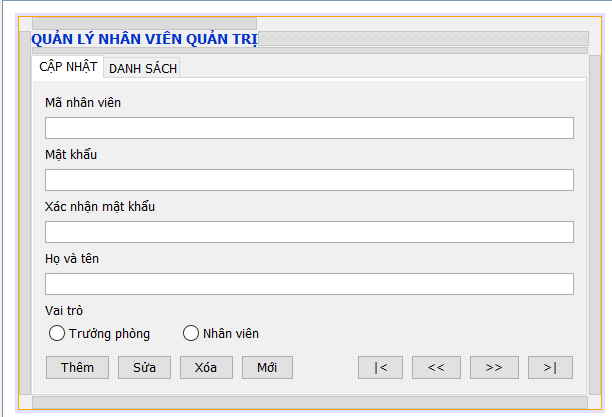 QUẢN LÝ NHÂN VIÊN QUẢN TRỊ
CẬP NHẬT DANH SÁCH
Mã nhân viên
Mật khẩu
Xác nhận mật khẩu
Họ và tên
Vai trò
Trưởng phòng Nhân viên
Thêm Sửa Xóa Mới |< << >> >|